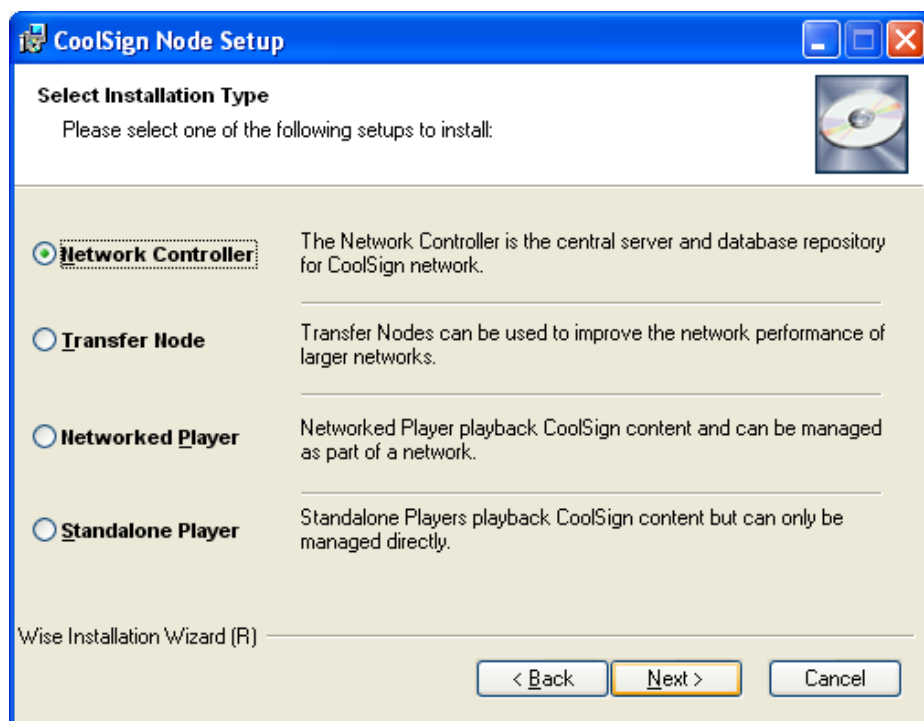 CoolSign Node Setup
Select Installation Type
Please select one of the following setups to install:
Network Controller
The Network Controller is the central server and database repository
for CoolSign network.
Transfer Node
Transfer Nodes can be used to improve the network performance of
larger networks.
Networked Player
Networked Player playback CoolSign content and can be managed
as part of a network.
Standalone Player
Standalone Players playback CoolSign content but can only be
managed directly.
Wise Installation Wizard (R)
< Back
Next >
Cancel